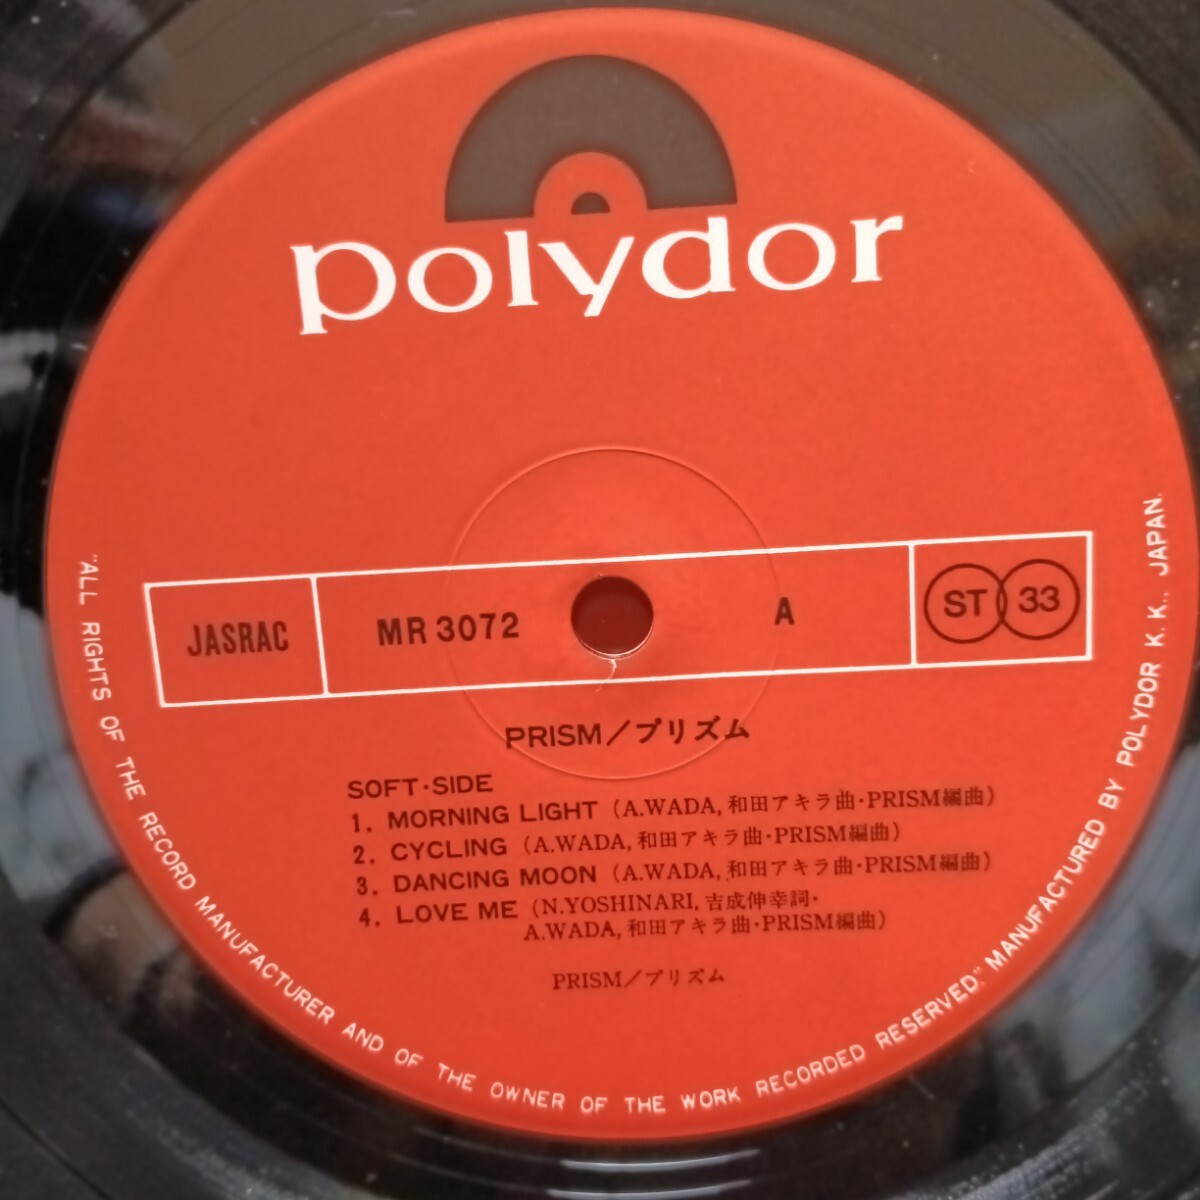 polydor
JASRAC MR 3072 A ST 33
PRISM／プリズム
SOFT・SIDE
1. MORNING LIGHT（A.WADA, 和田アキラ曲・PRISM編曲）
2. CYCLING（A.WADA, 和田アキラ曲・PRISM編曲）
3. DANCING MOON（A.WADA, 和田アキラ曲・PRISM編曲）
4. LOVE ME（N.YOSHINARI, 吉成伸幸詞・
A.WADA, 和田アキラ曲・PRISM編曲）
PRISM／プリズム
"ALL RIGHTS OF THE RECORD MANUFACTURER AND OF THE OWNER OF THE WORK RECORDED RESERVED." MANUFACTURED BY POLYDOR K.K., JAPAN.